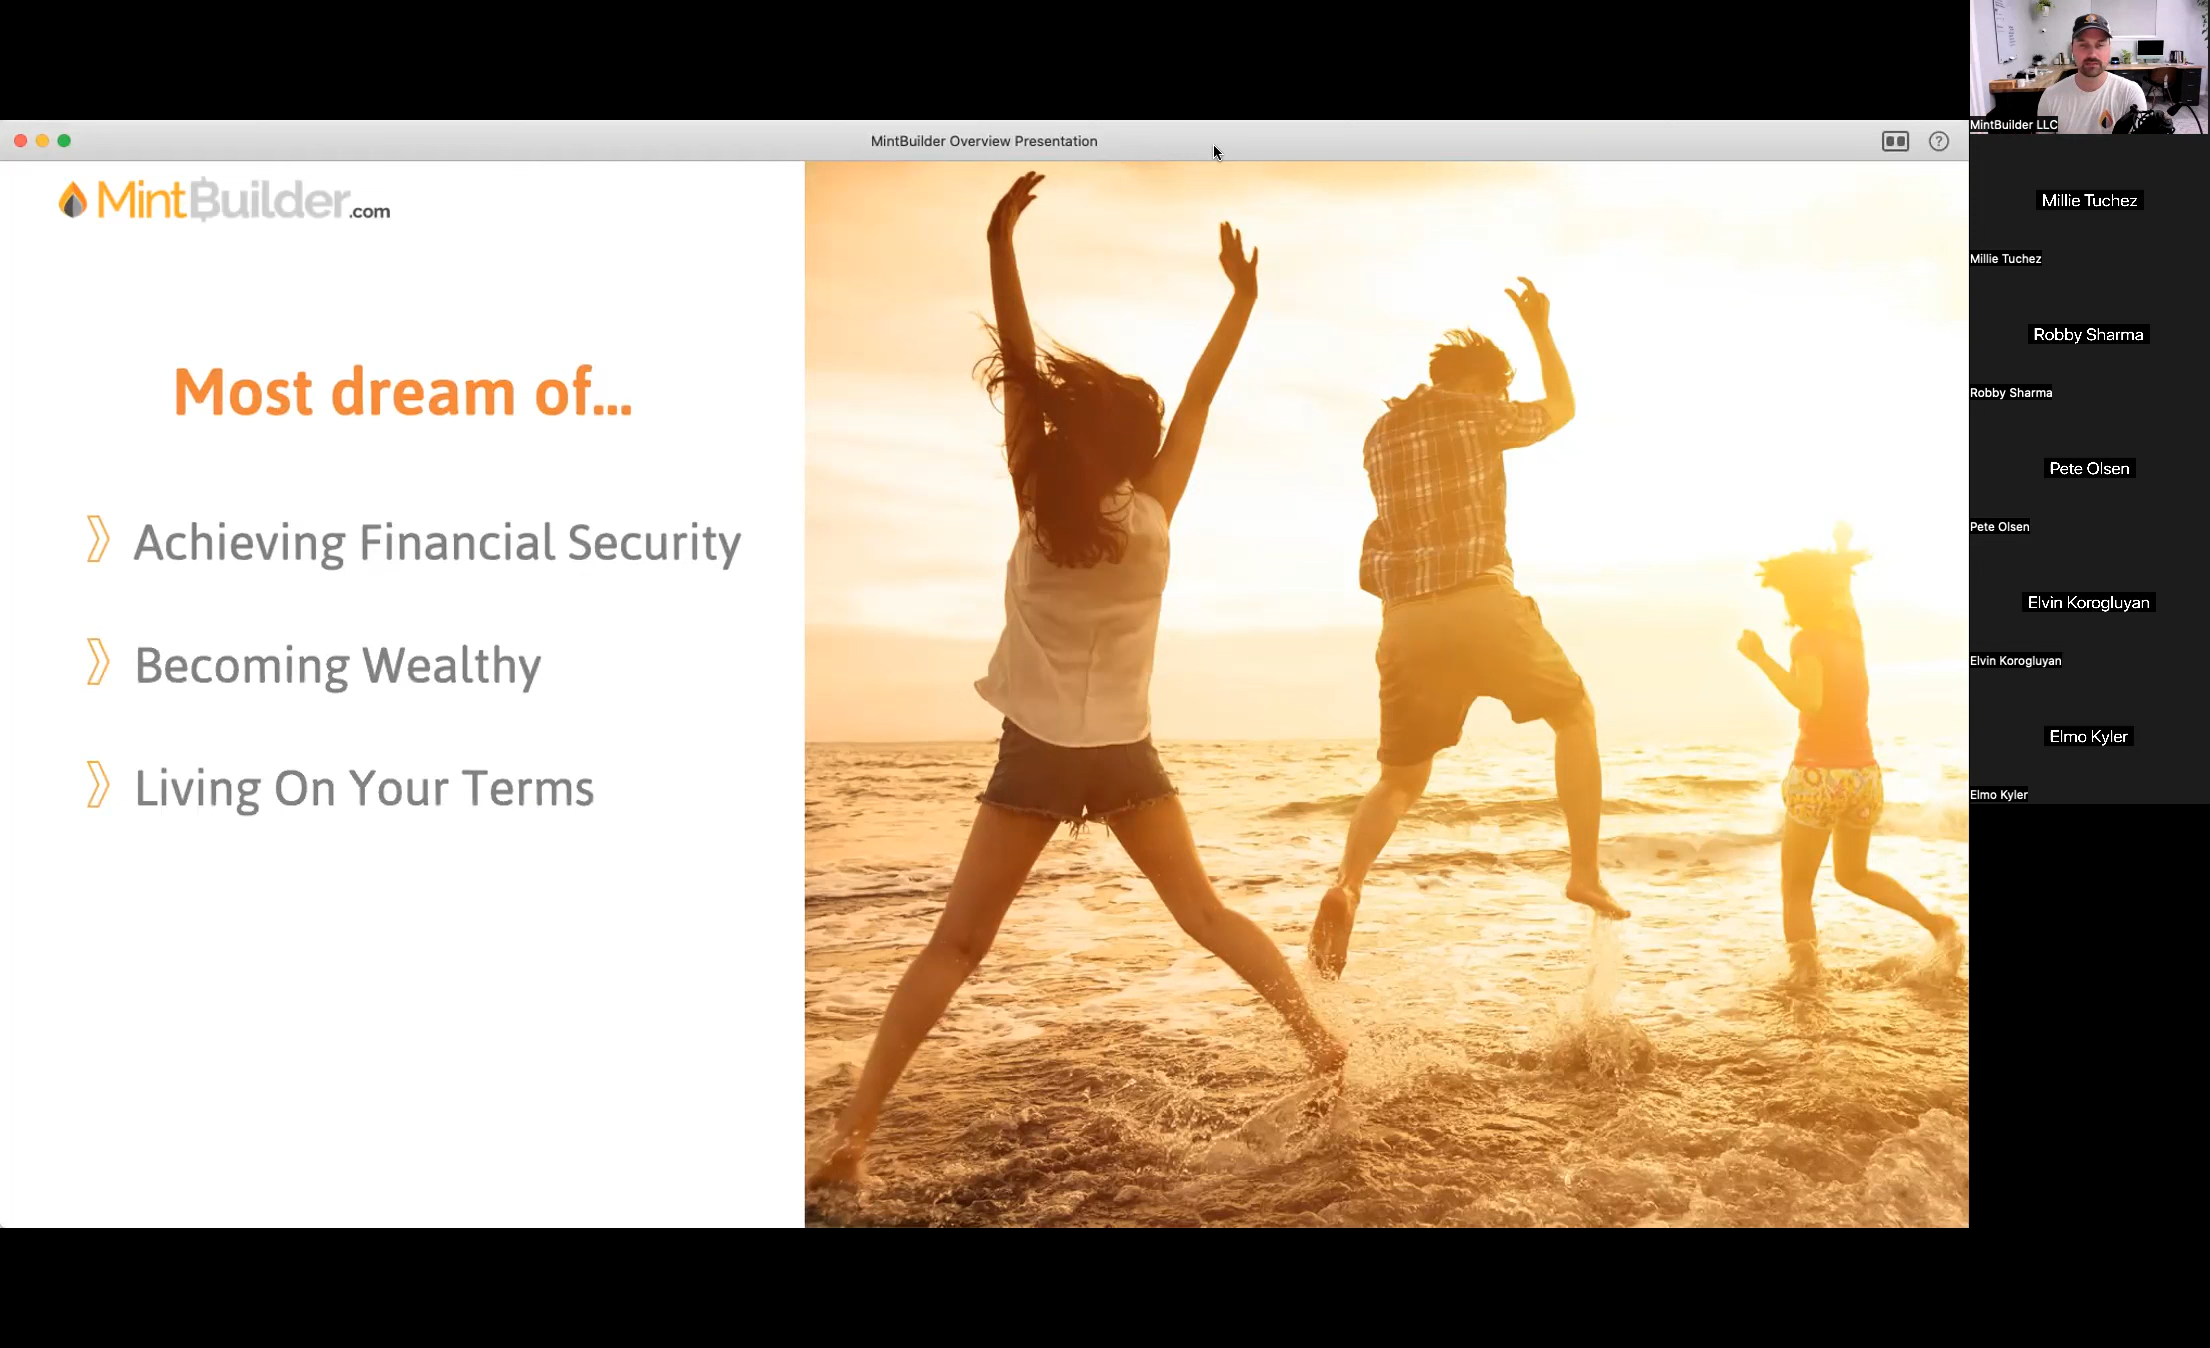 MintBuilder Overview Presentation
MintBuilder.com
Most dream of...
Achieving Financial Security
Becoming Wealthy
Living On Your Terms
MintBuilder LLC
Millie Tuchez
Millie Tuchez
Robby Sharma
Robby Sharma
Pete Olsen
Pete Olsen
Elvin Korogluyan
Elvin Korogluyan
Elmo Kyler
Elmo Kyler